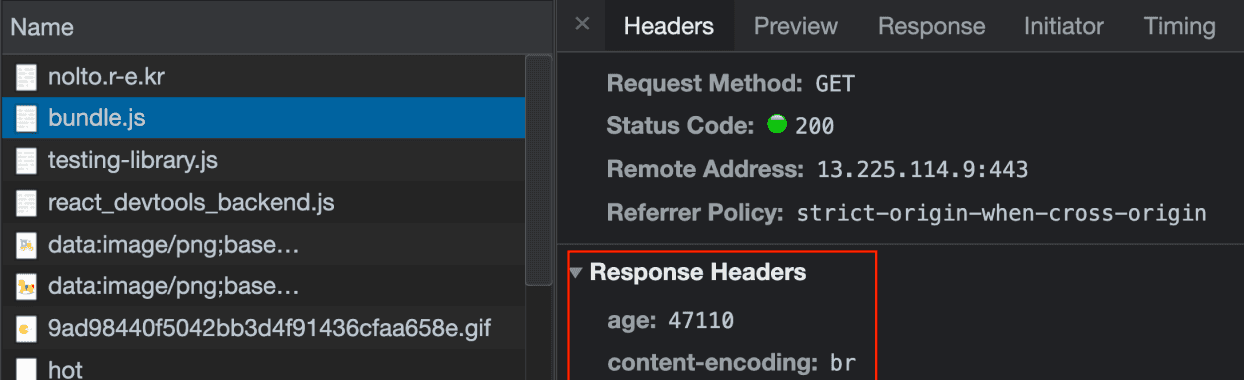 Name
nolto.r-e.kr
bundle.js
testing-library.js
react_devtools_backend.js
data:image/png;base…
data:image/png;base…
9ad98440f5042bb3d4f91436cfaa658e.gif
hot
× Headers Preview Response Initiator Timing
Request Method: GET
Status Code: 200
Remote Address: 13.225.114.9:443
Referrer Policy: strict-origin-when-cross-origin
▼ Response Headers
age: 47110
content-encoding: br